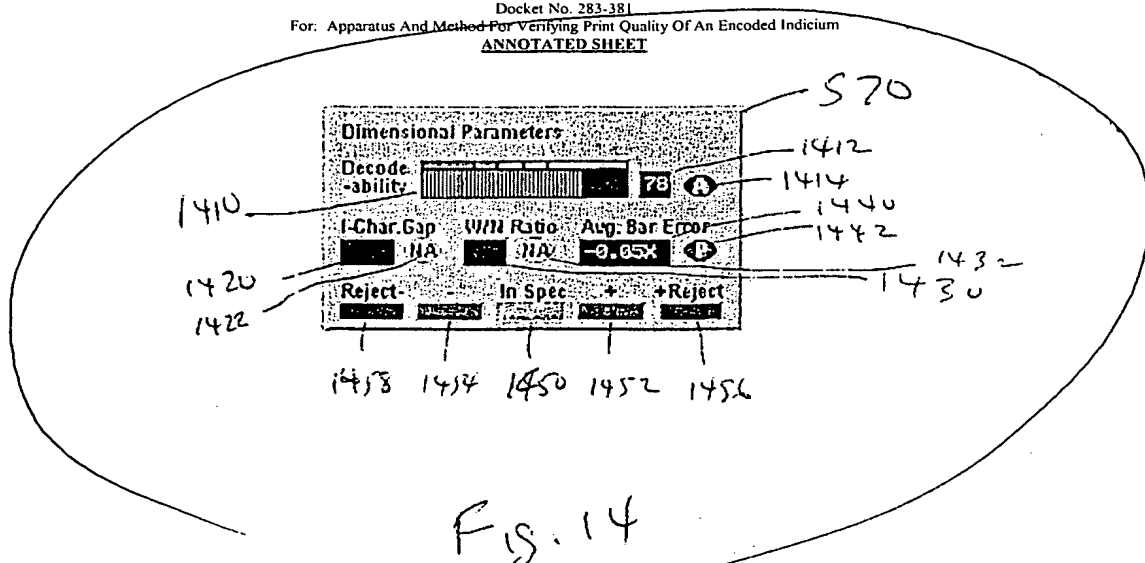 Docket No. 283-381
For: Apparatus And Method For Verifying Print Quality Of An Encoded Indicium
ANNOTATED SHEET
570
Dimensional Parameters
Decode
-ability
78
A
1410
1412
1414
1440
1442
I-Char.Gap
W/N Ratio
Avg. Bar Error
NA
NA
-0.05X
B
1432
1430
1420
1422
Reject-
-
In Spec
+
+Reject
1458
1454
1450
1452
1456
Fig. 14